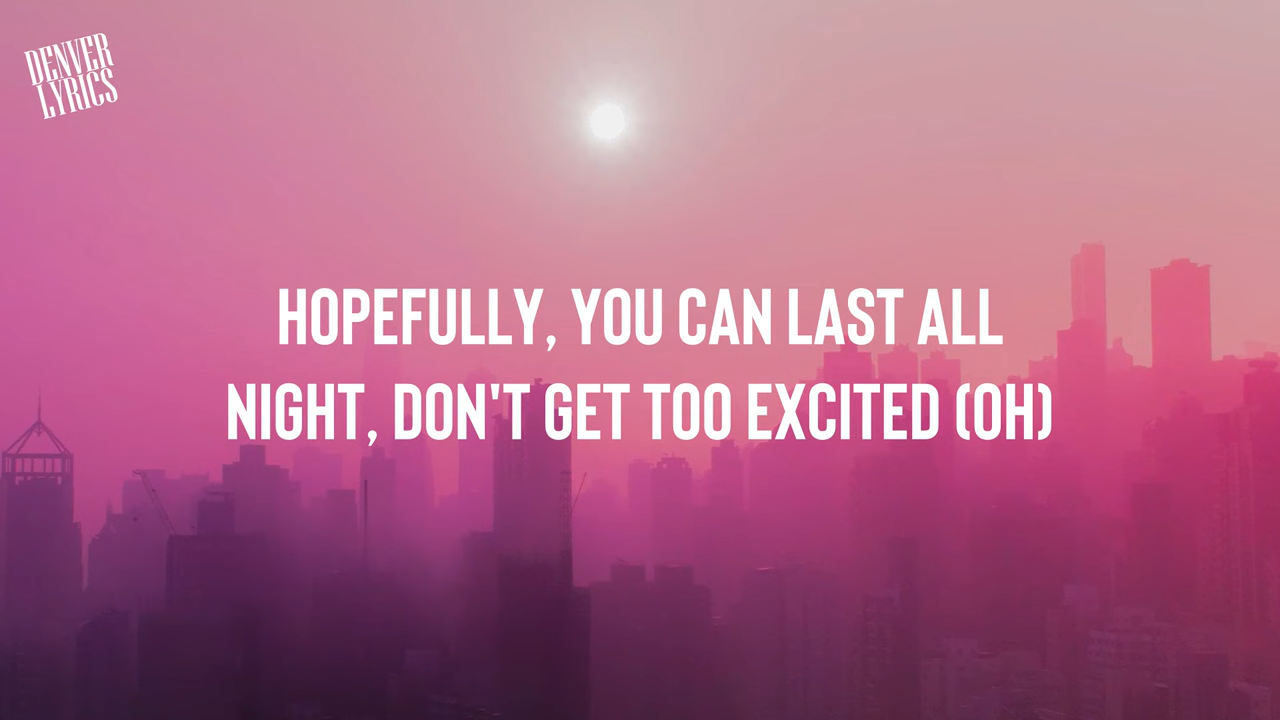 DENVER
LYRICS
HOPEFULLY, YOU CAN LAST ALL
NIGHT, DON'T GET TOO EXCITED (OH)